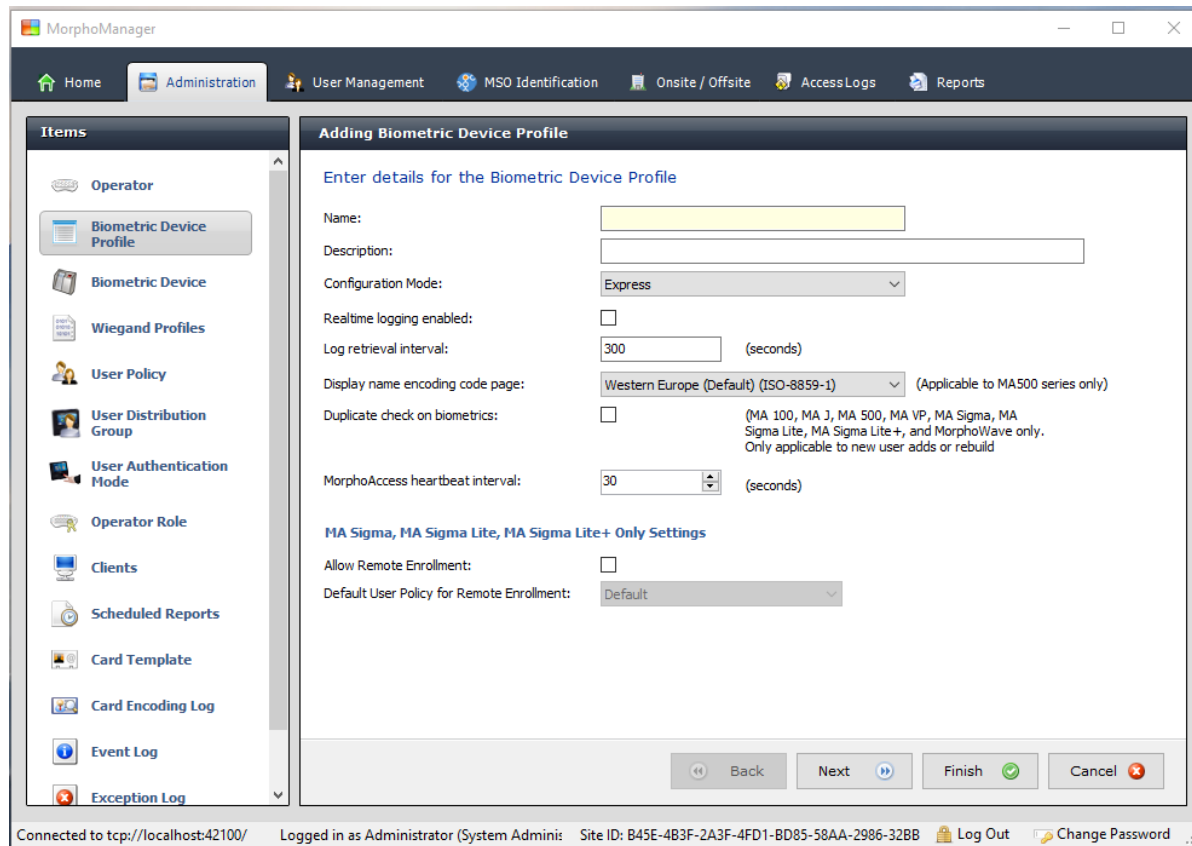 MorphoManager
Home
Administration
User Management
MSO Identification
Onsite / Offsite
Access Logs
Reports
Items
Operator
Biometric Device
Profile
Biometric Device
Wiegand Profiles
User Policy
User Distribution
Group
User Authentication
Mode
Operator Role
Clients
Scheduled Reports
Card Template
Card Encoding Log
Event Log
Exception Log
Adding Biometric Device Profile
Enter details for the Biometric Device Profile
Name:
Description:
Configuration Mode: Express
Realtime logging enabled:
Log retrieval interval: 300 (seconds)
Display name encoding code page: Western Europe (Default) (ISO-8859-1) (Applicable to MA500 series only)
Duplicate check on biometrics: (MA 100, MA J, MA 500, MA VP, MA Sigma, MA
Sigma Lite, MA Sigma Lite+, and MorphoWave only.
Only applicable to new user adds or rebuild
MorphoAccess heartbeat interval: 30 (seconds)
MA Sigma, MA Sigma Lite, MA Sigma Lite+ Only Settings
Allow Remote Enrollment:
Default User Policy for Remote Enrollment: Default
Back
Next
Finish
Cancel
Connected to tcp://localhost:42100/ Logged in as Administrator (System Adminis Site ID: B45E-4B3F-2A3F-4FD1-BD85-58AA-2986-32BB Log Out Change Password